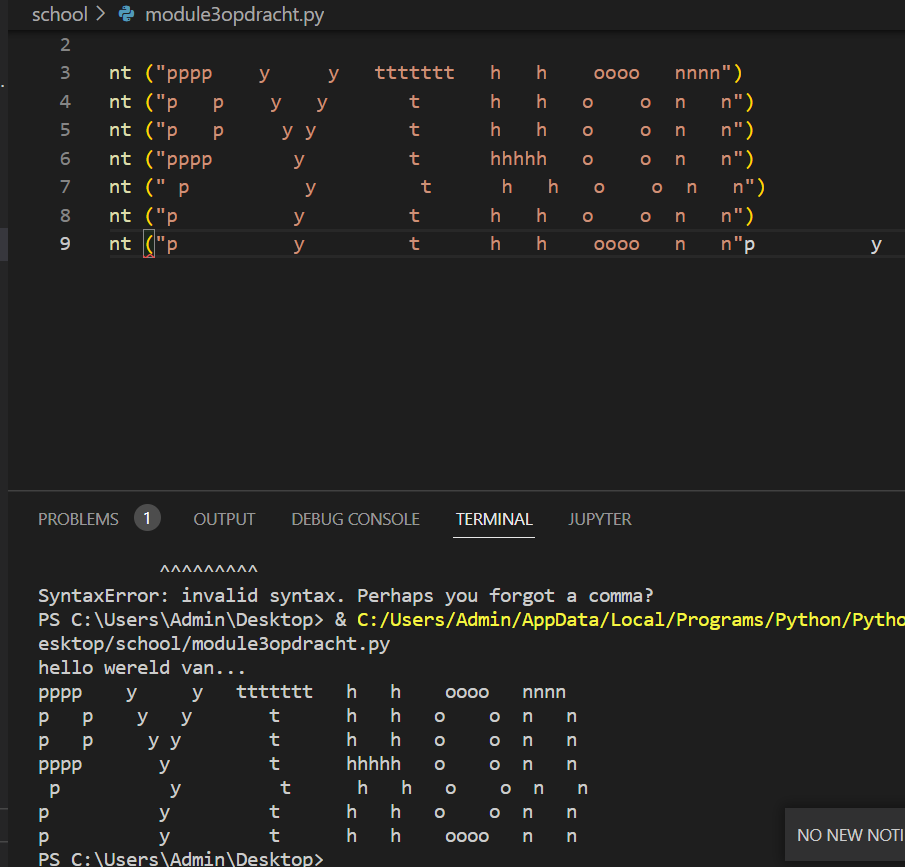 school > module3opdracht.py
2
3 nt ("pppp    y     y   ttttttt   h   h    oooo   nnnn")
4 nt ("p   p    y   y       t      h   h   o    o  n   n")
5 nt ("p   p     y y        t      h   h   o    o  n   n")
6 nt ("pppp       y         t      hhhhh   o    o  n   n")
7 nt (" p          y         t      h   h   o    o  n   n")
8 nt ("p          y         t      h   h   o    o  n   n")
9 nt ("p          y         t      h   h    oooo   n   n"p          y
PROBLEMS 1 OUTPUT DEBUG CONSOLE TERMINAL JUPYTER
^^^^^^^^^
SyntaxError: invalid syntax. Perhaps you forgot a comma?
PS C:\Users\Admin\Desktop> & C:/Users/Admin/AppData/Local/Programs/Python/Pytho
esktop/school/module3opdracht.py
hello wereld van...
pppp    y     y   ttttttt   h   h    oooo   nnnn
p   p    y   y       t      h   h   o    o  n   n
p   p     y y        t      h   h   o    o  n   n
pppp       y         t      hhhhh   o    o  n   n
 p          y         t      h   h   o    o  n   n
p          y         t      h   h   o    o  n   n
p          y         t      h   h    oooo   n   n
PS C:\Users\Admin\Desktop>
NO NEW NOTI